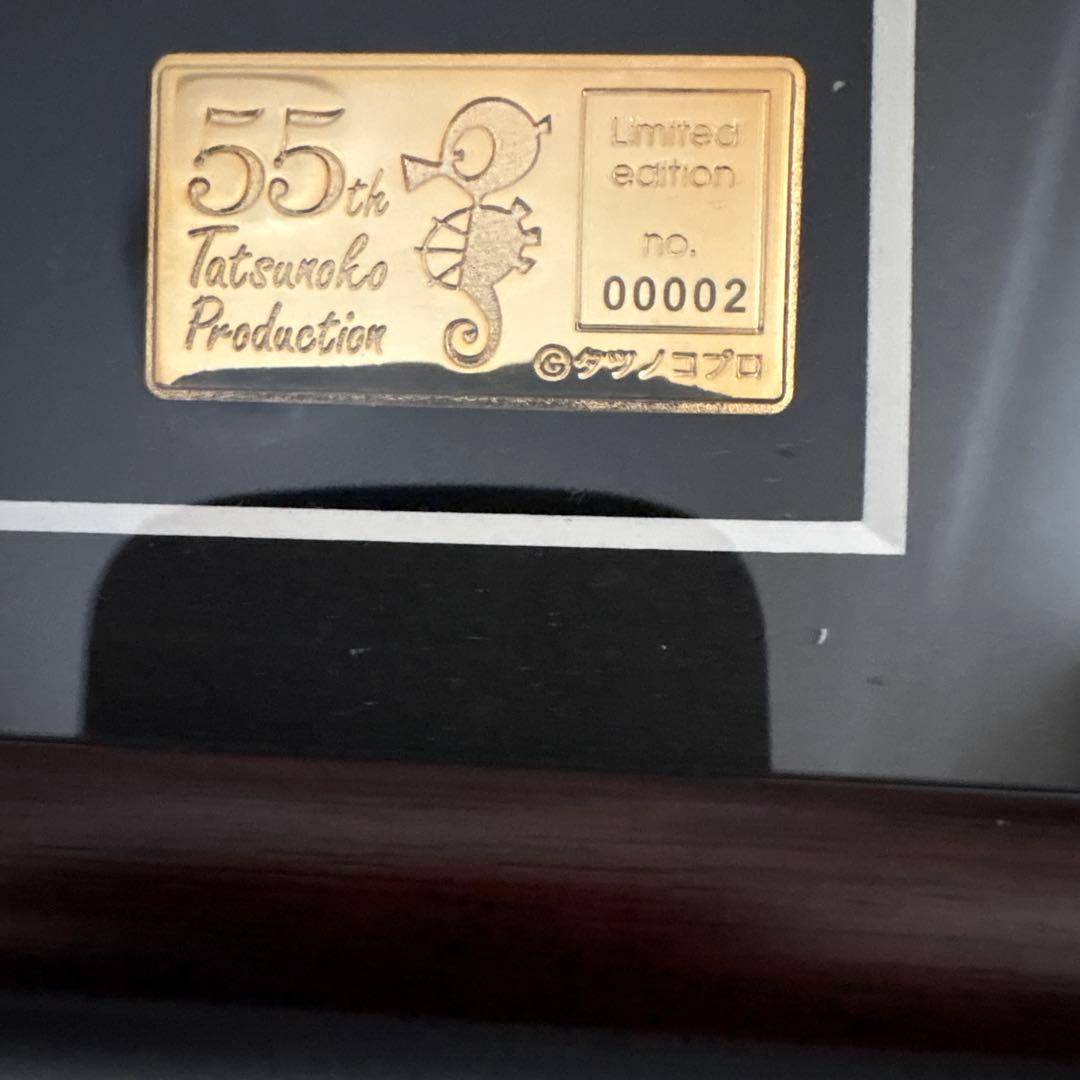 55th
Tatsunoko
Production
Limited
edition
no.
00002
©タツノコプロ